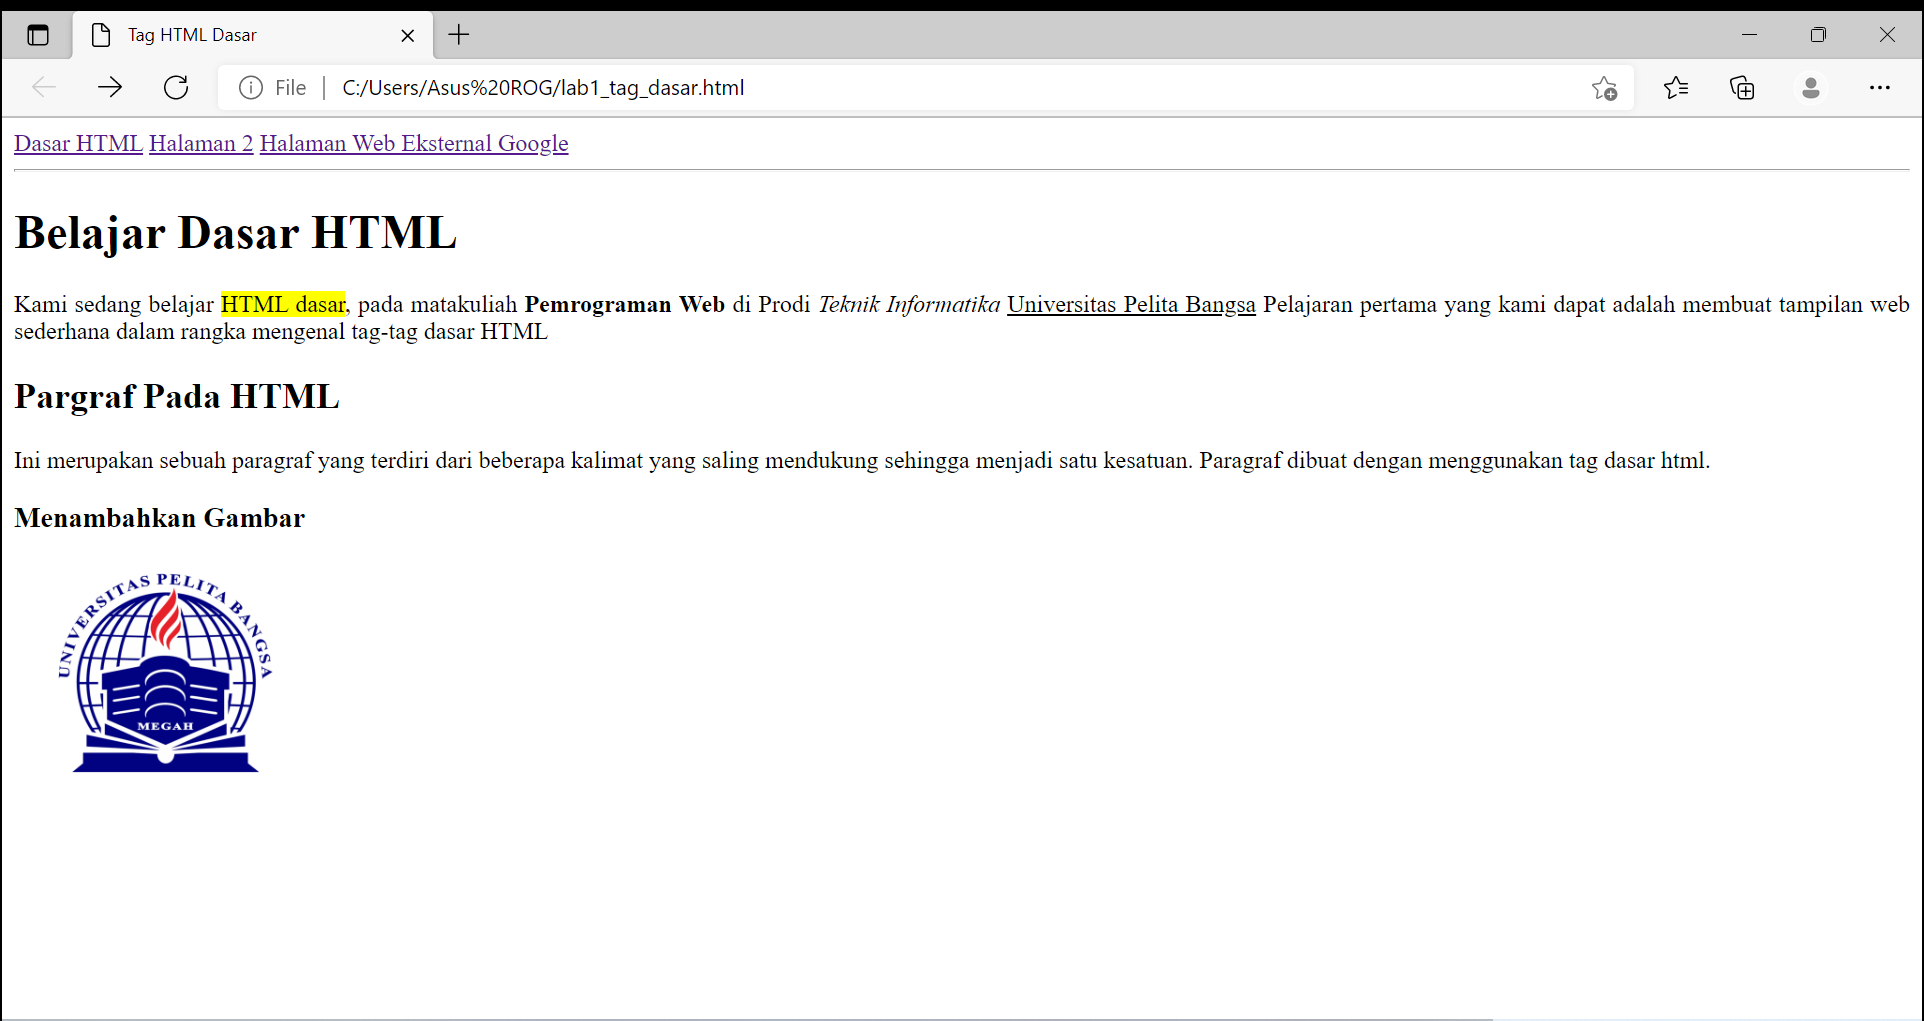 Tag HTML Dasar
File | C:/Users/Asus%20ROG/lab1_tag_dasar.html
Dasar HTML Halaman 2 Halaman Web Eksternal Google
Belajar Dasar HTML
Kami sedang belajar HTML dasar, pada matakuliah Pemrograman Web di Prodi Teknik Informatika Universitas Pelita Bangsa Pelajaran pertama yang kami dapat adalah membuat tampilan web
sederhana dalam rangka mengenal tag-tag dasar HTML
Pargraf Pada HTML
Ini merupakan sebuah paragraf yang terdiri dari beberapa kalimat yang saling mendukung sehingga menjadi satu kesatuan. Paragraf dibuat dengan menggunakan tag dasar html.
Menambahkan Gambar
UNIVERSITAS PELITA BANGSA
MEGAH